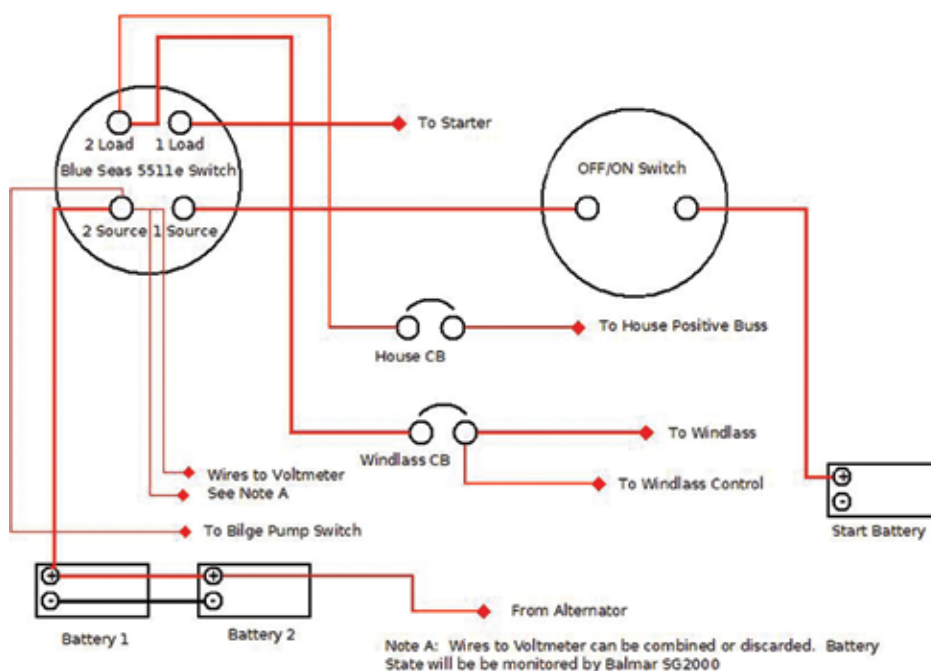 2 Load 1 Load
To Starter
Blue Seas 5511e Switch
OFF/ON Switch
2 Source 1 Source
To House Positive Buss
House CB
To Windlass
Windlass CB
Wires to Voltmeter
See Note A
To Windlass Control
To Bilge Pump Switch
+
-
Start Battery
+
-
+
-
From Alternator
Battery 1
Battery 2
Note A: Wires to Voltmeter can be combined or discarded. Battery
State will be be monitored by Balmar SG2000